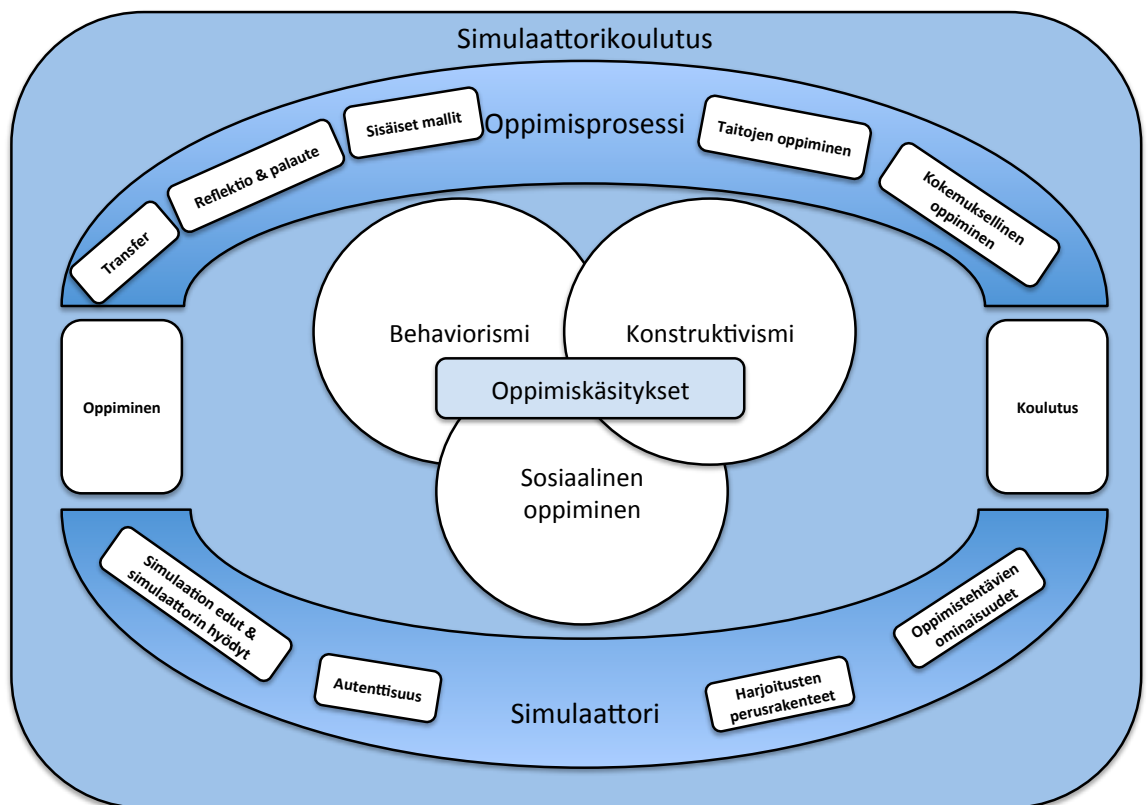 Simulaattorikoulutus
Oppimisprosessi
Transfer
Reflektio & palaute
Sisäiset mallit
Taitojen oppiminen
Kokemuksellinen
oppiminen
Behaviorismi
Konstruktivismi
Oppimiskäsitykset
Sosiaalinen
oppiminen
Oppiminen
Koulutus
Simulaation edut &
simulaattorin hyödyt
Autenttisuus
Simulaattori
Harjoitusten
perusrakenteet
Oppimistehtävien
ominaisuudet